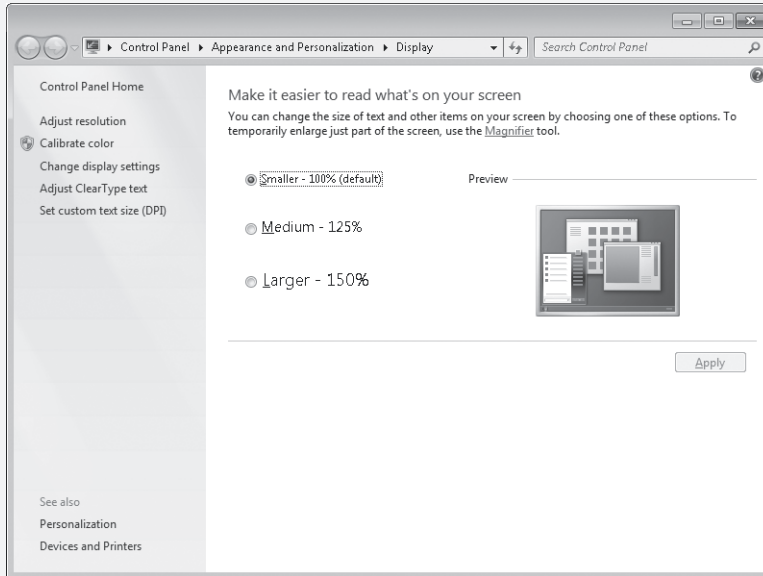 Control Panel ▸ Appearance and Personalization ▸ Display
Search Control Panel
Control Panel Home
Adjust resolution
Calibrate color
Change display settings
Adjust ClearType text
Set custom text size (DPI)
See also
Personalization
Devices and Printers
Make it easier to read what's on your screen
You can change the size of text and other items on your screen by choosing one of these options. To
temporarily enlarge just part of the screen, use the Magnifier tool.
Smaller - 100% (default)
Preview
Medium - 125%
Larger - 150%
Apply